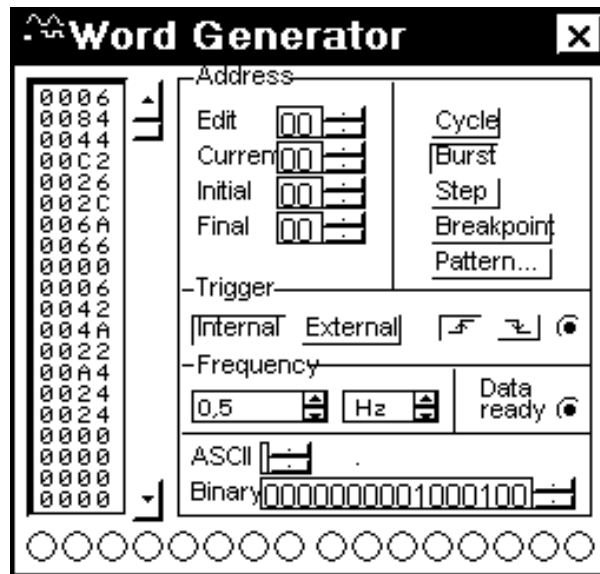 Word Generator
0006
0084
0044
00C2
0026
002C
006A
0066
0000
0006
0042
004A
0022
00A4
0024
0024
0000
0000
0000
0000
Address
Edit 00
Curren 00
Initial 00
Final 00
Cycle
Burst
Step
Breakpoint
Pattern...
Trigger
Internal External
Frequency
0,5 Hz
Data
ready
ASCII .
Binary 0000000001000100